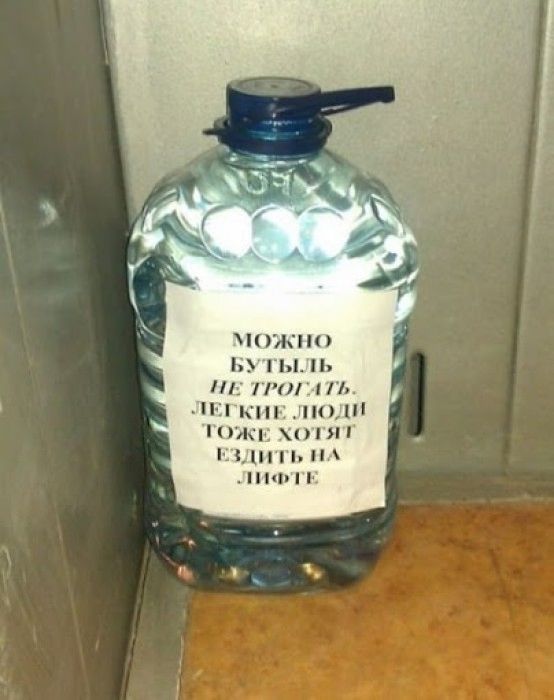 МОЖНО
БУТЫЛЬ
НЕ ТРОГАТЬ.
ЛЕГКИЕ ЛЮДИ
ТОЖЕ ХОТЯТ
ЕЗДИТЬ НА
ЛИФТЕ